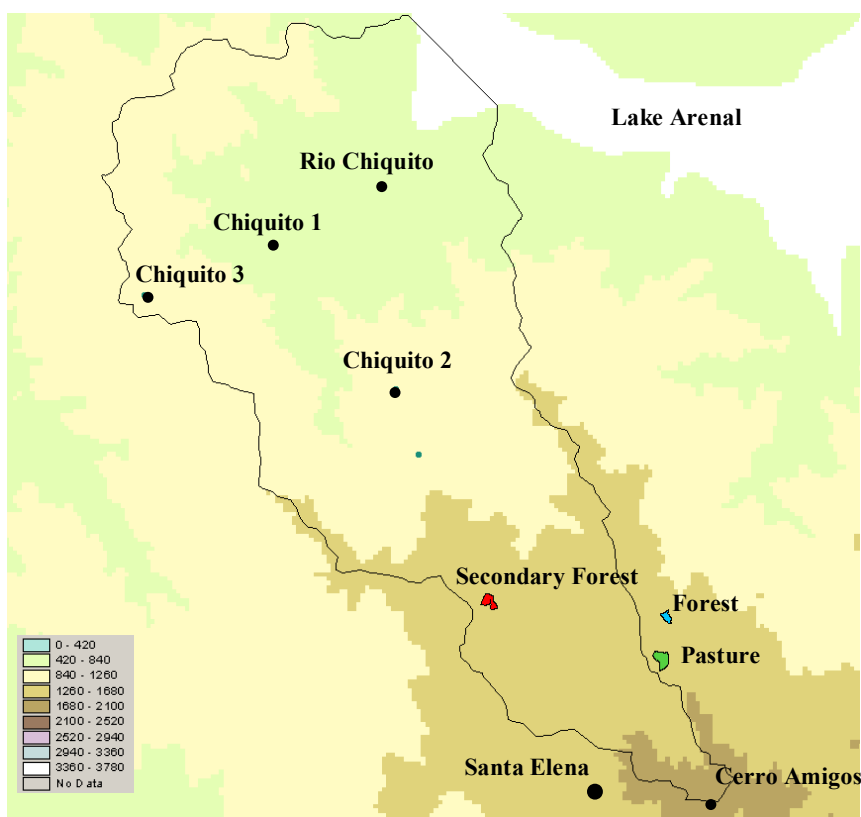 Lake Arenal
Rio Chiquito
Chiquito 1
Chiquito 3
Chiquito 2
Secondary Forest
Forest
Pasture
Santa Elena
Cerro Amigos
0 - 420
420 - 840
840 - 1260
1260 - 1680
1680 - 2100
2100 - 2520
2520 - 2940
2940 - 3360
3360 - 3780
No Data